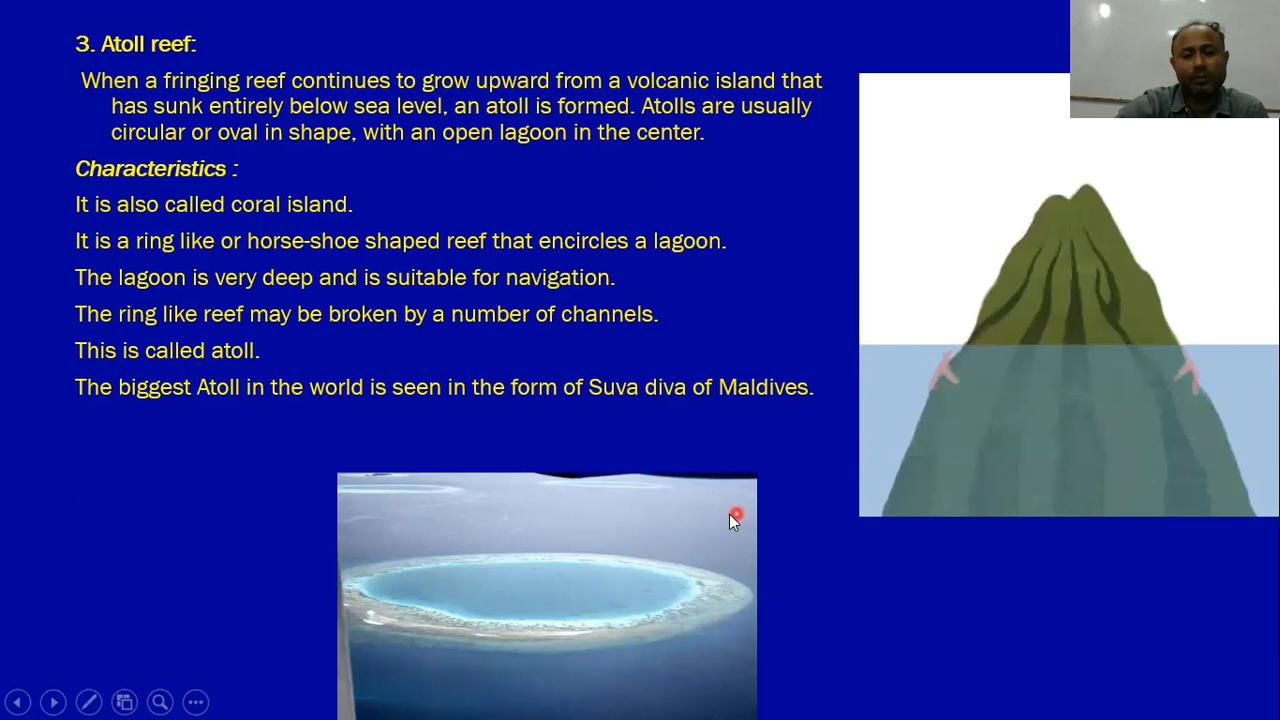 3. Atoll reef:
When a fringing reef continues to grow upward from a volcanic island that
has sunk entirely below sea level, an atoll is formed. Atolls are usually
circular or oval in shape, with an open lagoon in the center.
Characteristics :
It is also called coral island.
It is a ring like or horse-shoe shaped reef that encircles a lagoon.
The lagoon is very deep and is suitable for navigation.
The ring like reef may be broken by a number of channels.
This is called atoll.
The biggest Atoll in the world is seen in the form of Suva diva of Maldives.